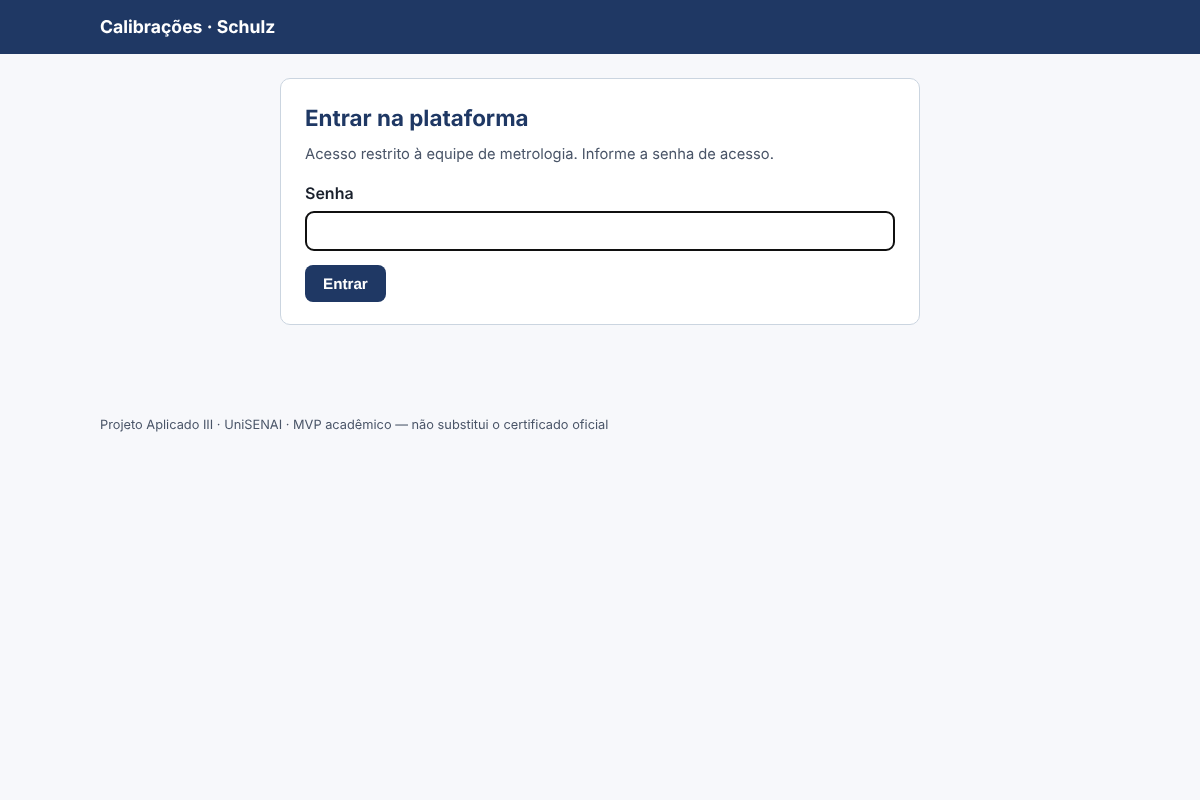 Calibrações · Schulz
Entrar na plataforma
Acesso restrito à equipe de metrologia. Informe a senha de acesso.
Senha
Entrar
Projeto Aplicado III · UniSENAI · MVP acadêmico — não substitui o certificado oficial